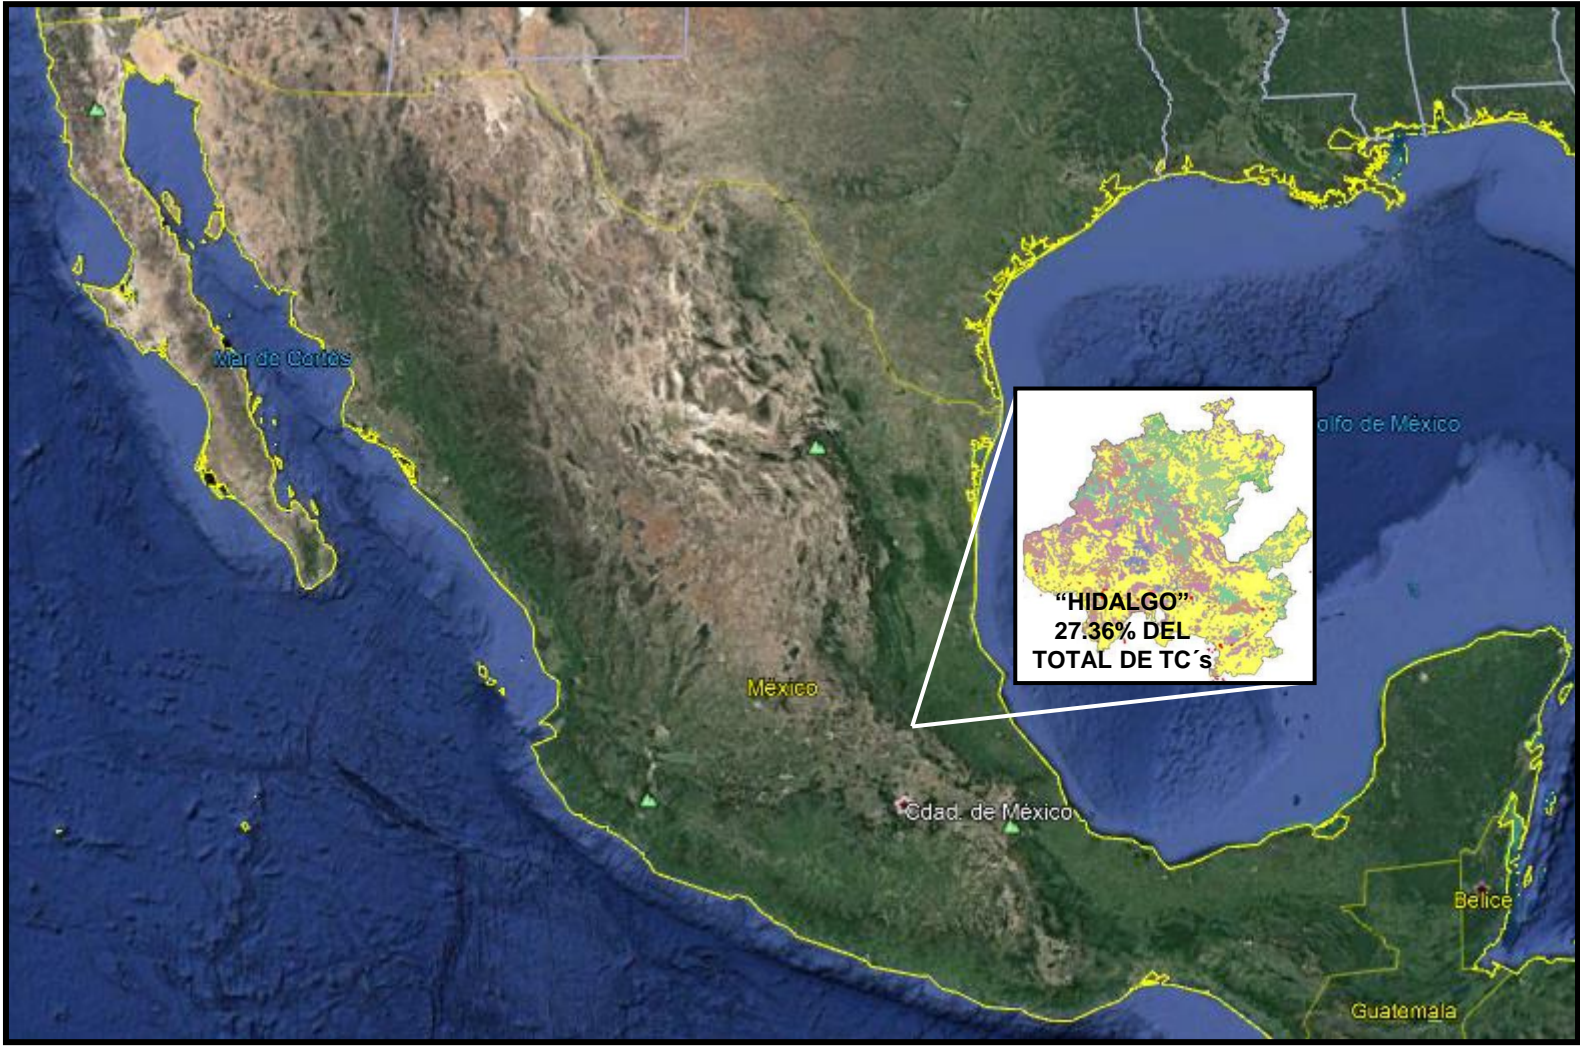 Mar de Cortés
olfo de México
“HIDALGO”
27.36% DEL
TOTAL DE TC´s
México
Cdad. de México
Belice
Guatemala